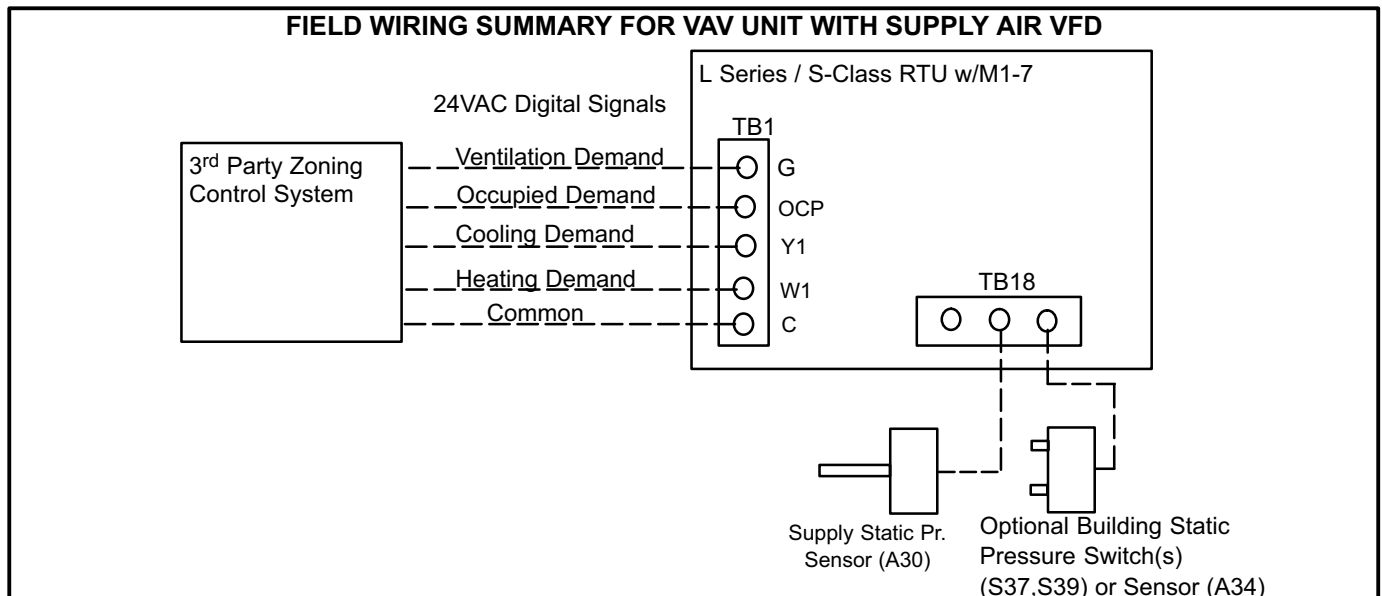 FIELD WIRING SUMMARY FOR VAV UNIT WITH SUPPLY AIR VFD
L Series / S-Class RTU w/M1-7
24VAC Digital Signals
TB1
3rd Party Zoning
Control System
Ventilation Demand
G
Occupied Demand
OCP
Cooling Demand
Y1
Heating Demand
W1
Common
C
TB18
Supply Static Pr.
Sensor (A30)
Optional Building Static
Pressure Switch(s)
(S37,S39) or Sensor (A34)